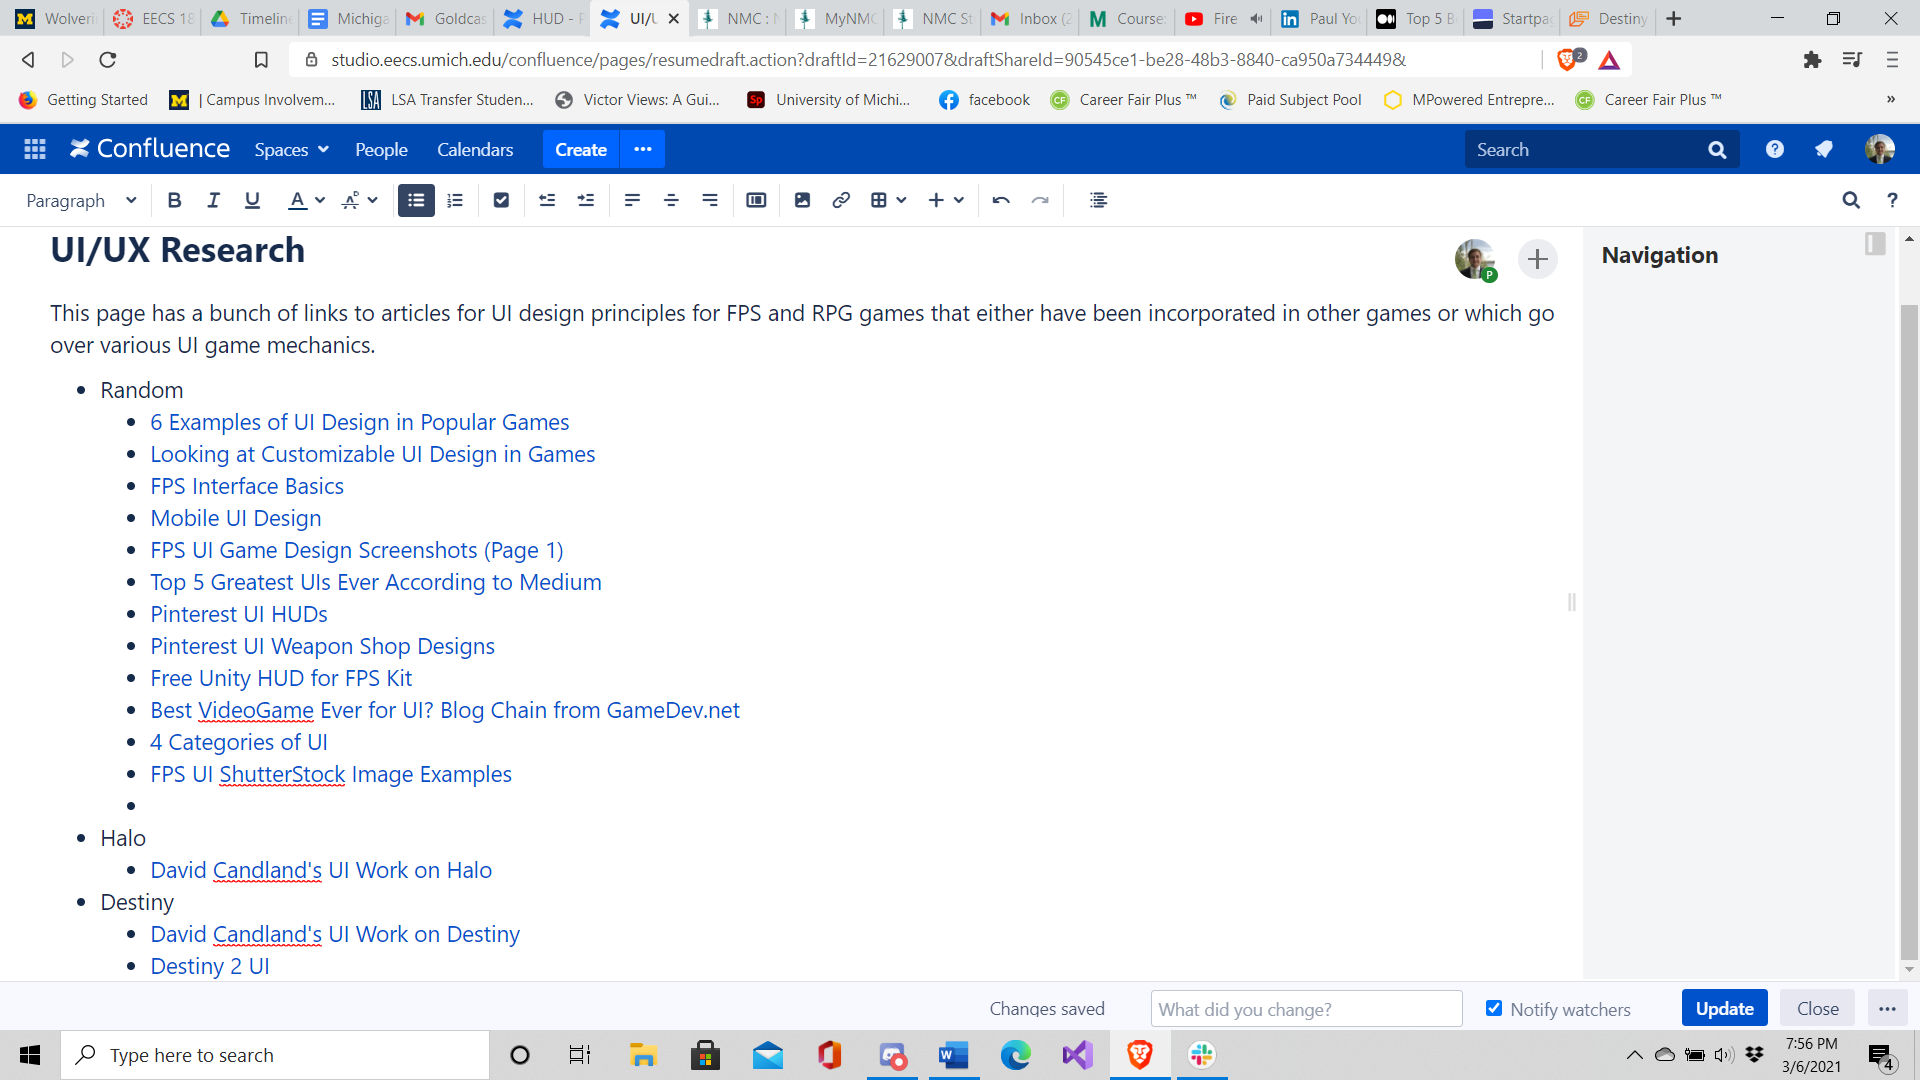 Wolveri
EECS 18
Timeline
Michiga
Goldcas
HUD - F
UI/U
NMC : N
MyNMC
NMC St
Inbox (2
Course:
Fire
Paul Yo
Top 5 B
Startpa
Destiny
studio.eecs.umich.edu/confluence/pages/resumedraft.action?draftId=21629007&draftShareId=90545ce1-be28-48b3-8840-ca950a734449&
2
Getting Started
| Campus Involvem...
LSA Transfer Studen...
Victor Views: A Gui...
University of Michi...
facebook
Career Fair Plus ™
Paid Subject Pool
MPowered Entrepre...
Career Fair Plus ™
»
Confluence
Spaces
People
Calendars
Create
Search
Paragraph
B I U A
UI/UX Research
P
Navigation
This page has a bunch of links to articles for UI design principles for FPS and RPG games that either have been incorporated in other games or which go
over various UI game mechanics.
Random
6 Examples of UI Design in Popular Games
Looking at Customizable UI Design in Games
FPS Interface Basics
Mobile UI Design
FPS UI Game Design Screenshots (Page 1)
Top 5 Greatest UIs Ever According to Medium
Pinterest UI HUDs
Pinterest UI Weapon Shop Designs
Free Unity HUD for FPS Kit
Best VideoGame Ever for UI? Blog Chain from GameDev.net
4 Categories of UI
FPS UI ShutterStock Image Examples
Halo
David Candland's UI Work on Halo
Destiny
David Candland's UI Work on Destiny
Destiny 2 UI
Changes saved
What did you change?
Notify watchers
Update
Close
Type here to search
7:56 PM
3/6/2021
4